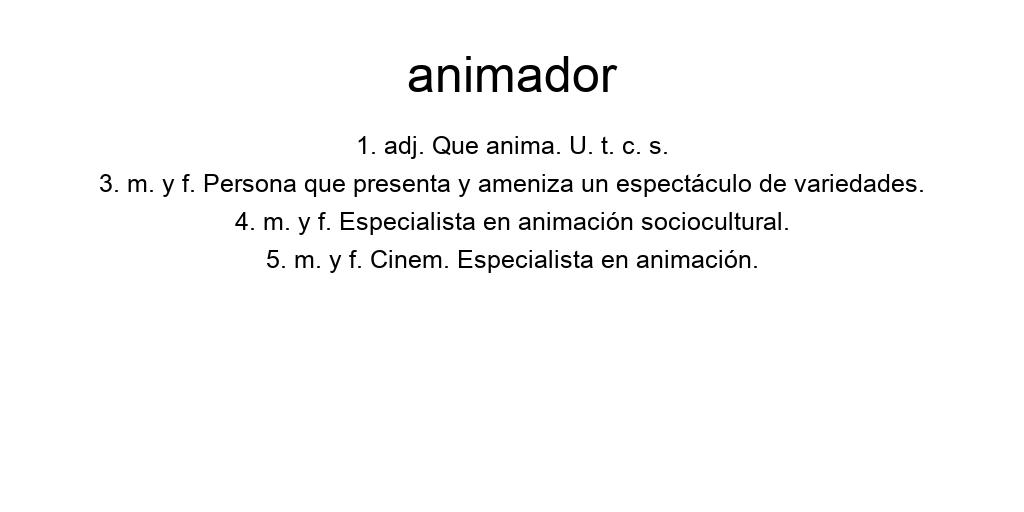 animador
1. adj. Que anima. U. t. c. s.
3. m. y f. Persona que presenta y ameniza un espectáculo de variedades.
4. m. y f. Especialista en animación sociocultural.
5. m. y f. Cinem. Especialista en animación.